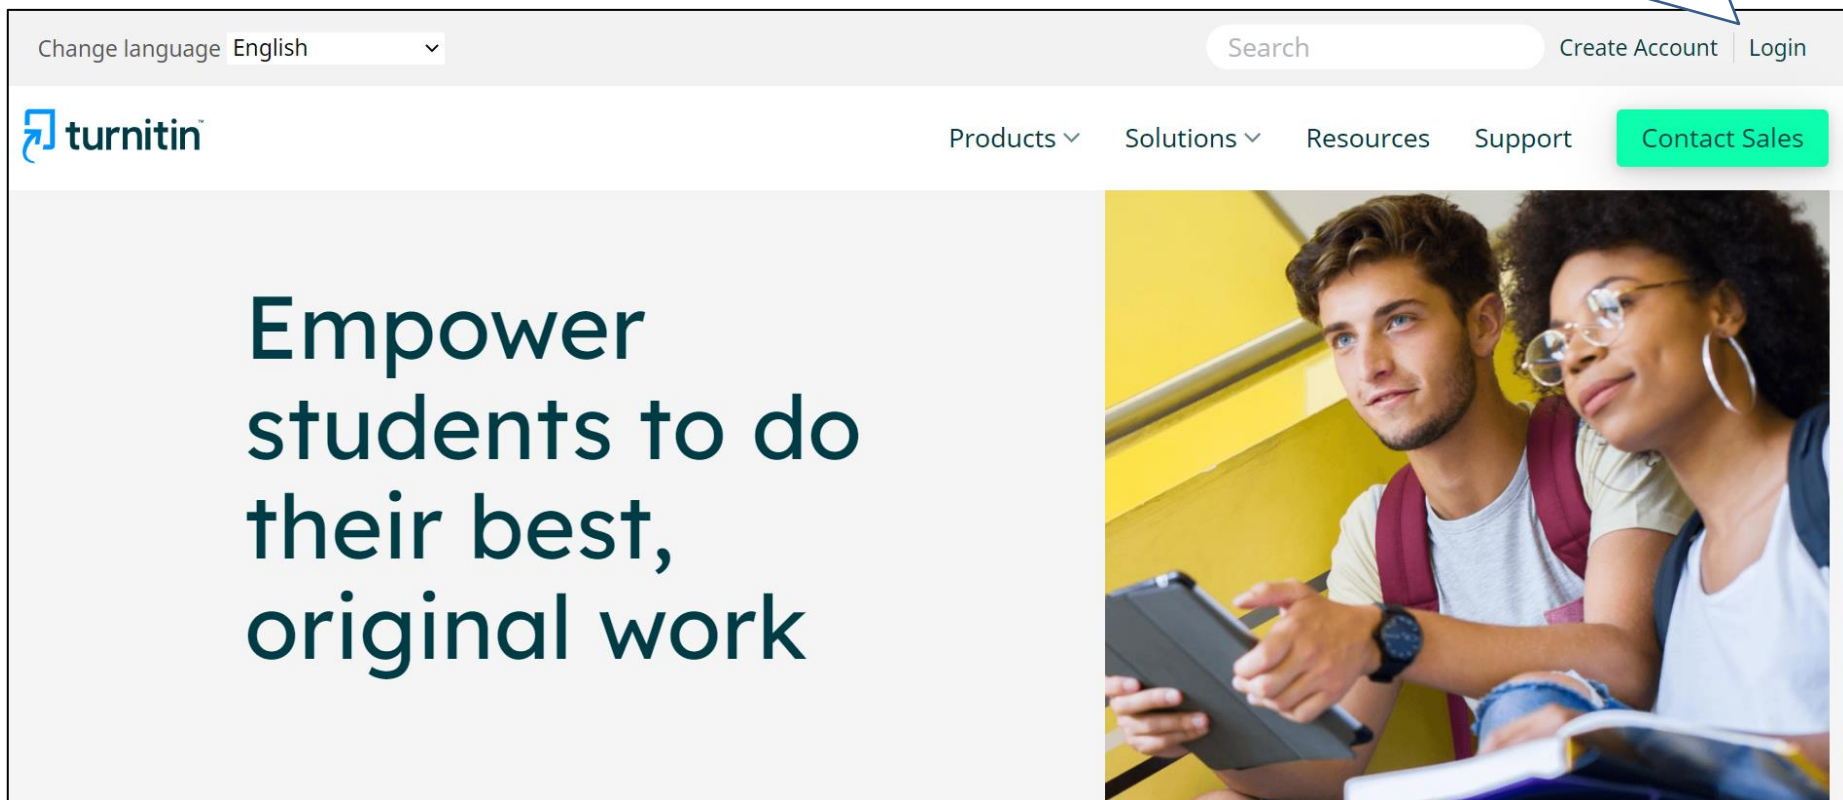 Change language English
Search
Create Account
Login
turnitin™
Products Solutions Resources Support Contact Sales
Empower
students to do
their best,
original work